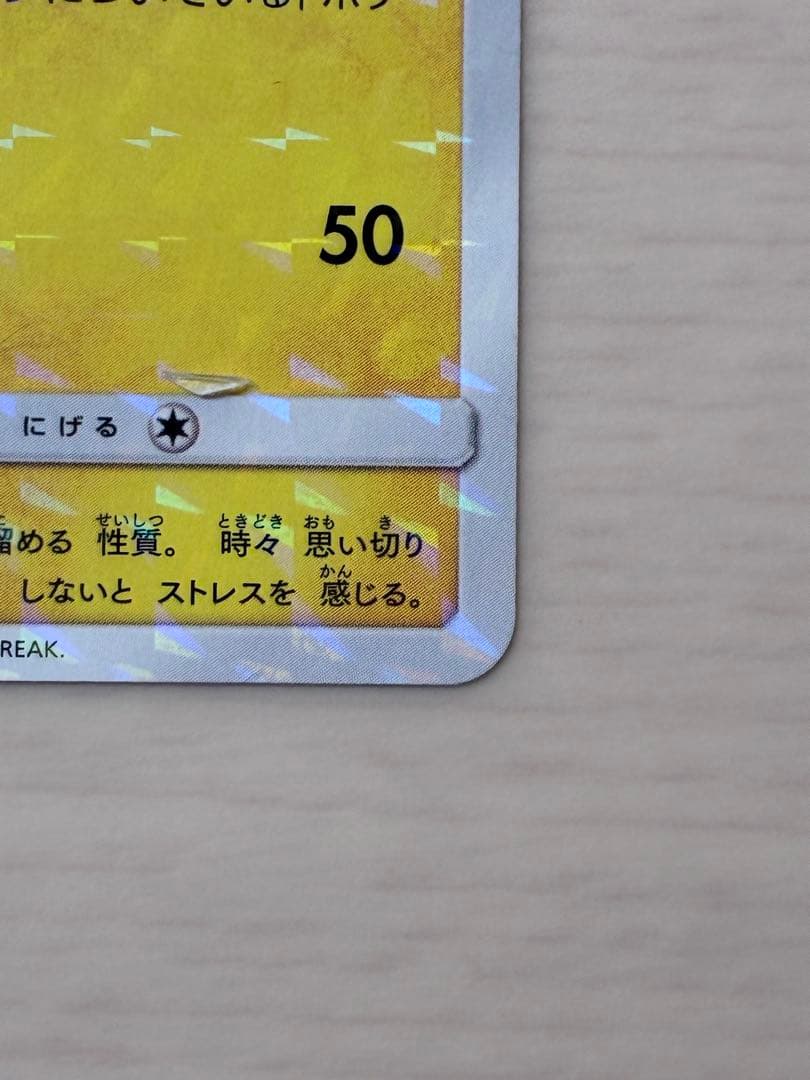 50
にげる
める 性質。 時々 思い切り
しないと ストレスを 感じる。
REAK.